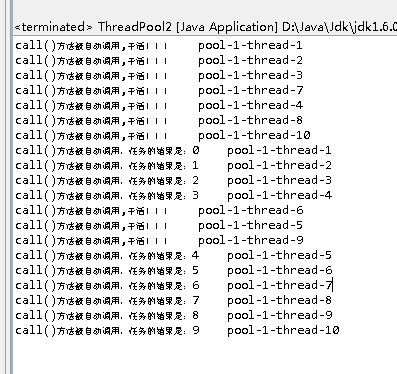 <terminated> ThreadPool2 [Java Application] D:\Java\Jdk\jdk1.6.0
call()方法被自动调用,干活!!!    pool-1-thread-1
call()方法被自动调用,干活!!!    pool-1-thread-2
call()方法被自动调用,干活!!!    pool-1-thread-3
call()方法被自动调用,干活!!!    pool-1-thread-7
call()方法被自动调用,干活!!!    pool-1-thread-4
call()方法被自动调用,干活!!!    pool-1-thread-8
call()方法被自动调用,干活!!!    pool-1-thread-10
call()方法被自动调用，任务的结果是：0    pool-1-thread-1
call()方法被自动调用，任务的结果是：1    pool-1-thread-2
call()方法被自动调用，任务的结果是：2    pool-1-thread-3
call()方法被自动调用，任务的结果是：3    pool-1-thread-4
call()方法被自动调用,干活!!!    pool-1-thread-6
call()方法被自动调用,干活!!!    pool-1-thread-5
call()方法被自动调用,干活!!!    pool-1-thread-9
call()方法被自动调用，任务的结果是：4    pool-1-thread-5
call()方法被自动调用，任务的结果是：5    pool-1-thread-6
call()方法被自动调用，任务的结果是：6    pool-1-thread-7
call()方法被自动调用，任务的结果是：7    pool-1-thread-8
call()方法被自动调用，任务的结果是：8    pool-1-thread-9
call()方法被自动调用，任务的结果是：9    pool-1-thread-10